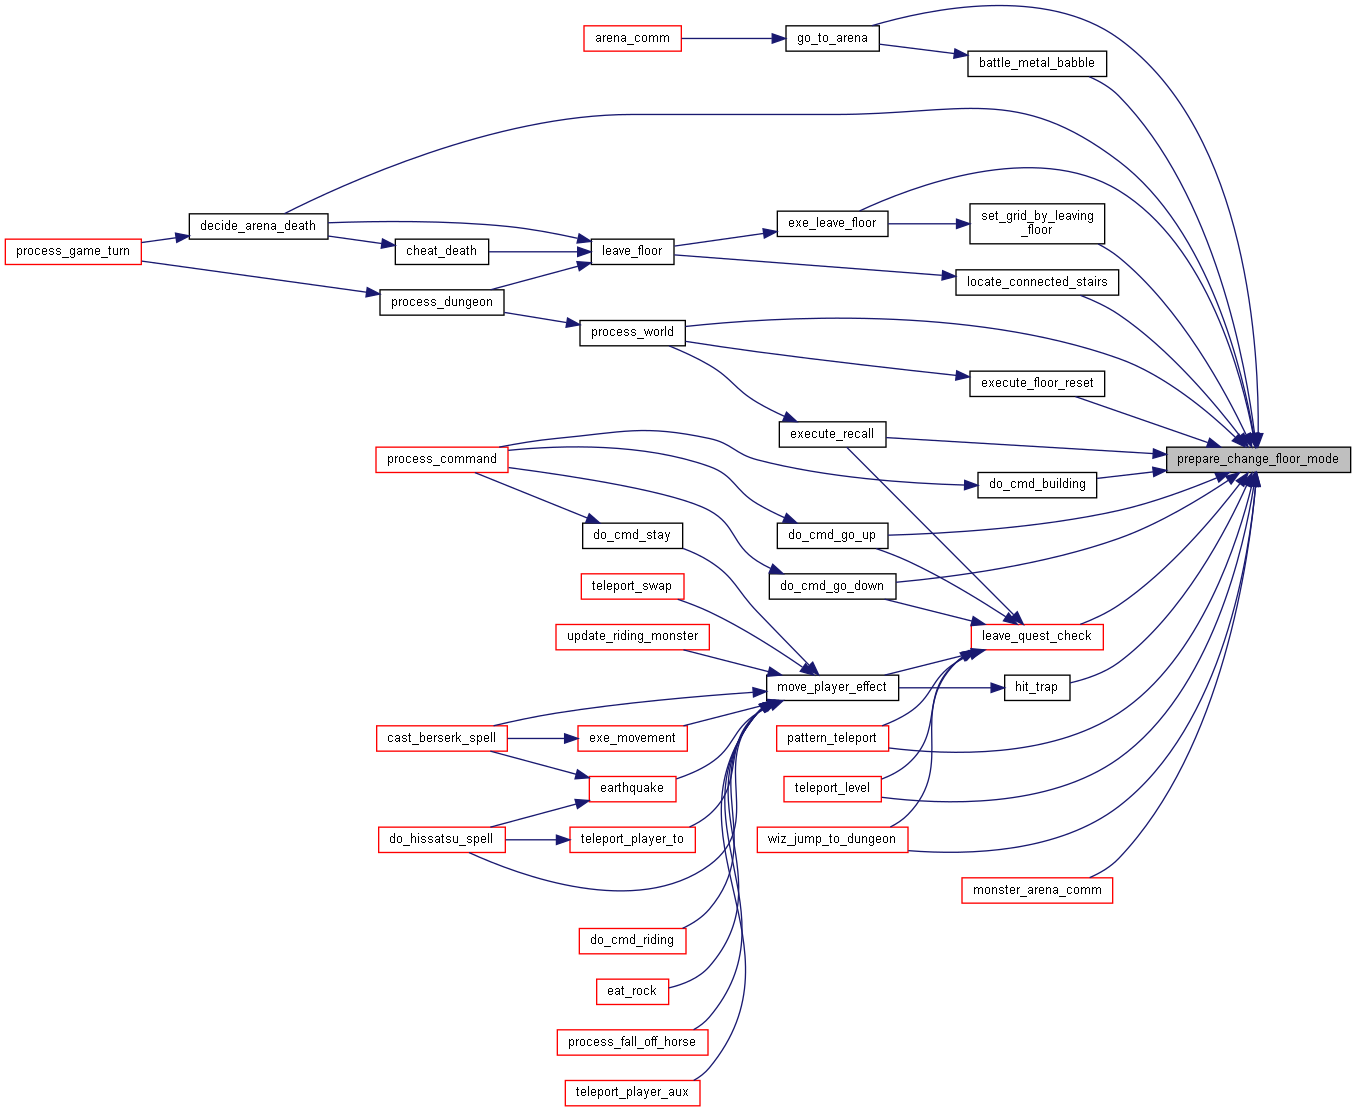 arena_comm
go_to_arena
battle_metal_babble
decide_arena_death
exe_leave_floor
set_grid_by_leaving
_floor
process_game_turn
cheat_death
leave_floor
locate_connected_stairs
process_dungeon
process_world
execute_floor_reset
execute_recall
process_command
prepare_change_floor_mode
do_cmd_building
do_cmd_stay
do_cmd_go_up
teleport_swap
do_cmd_go_down
update_riding_monster
leave_quest_check
move_player_effect
hit_trap
cast_berserk_spell
exe_movement
pattern_teleport
earthquake
teleport_level
do_hissatsu_spell
teleport_player_to
wiz_jump_to_dungeon
monster_arena_comm
do_cmd_riding
eat_rock
process_fall_off_horse
teleport_player_aux